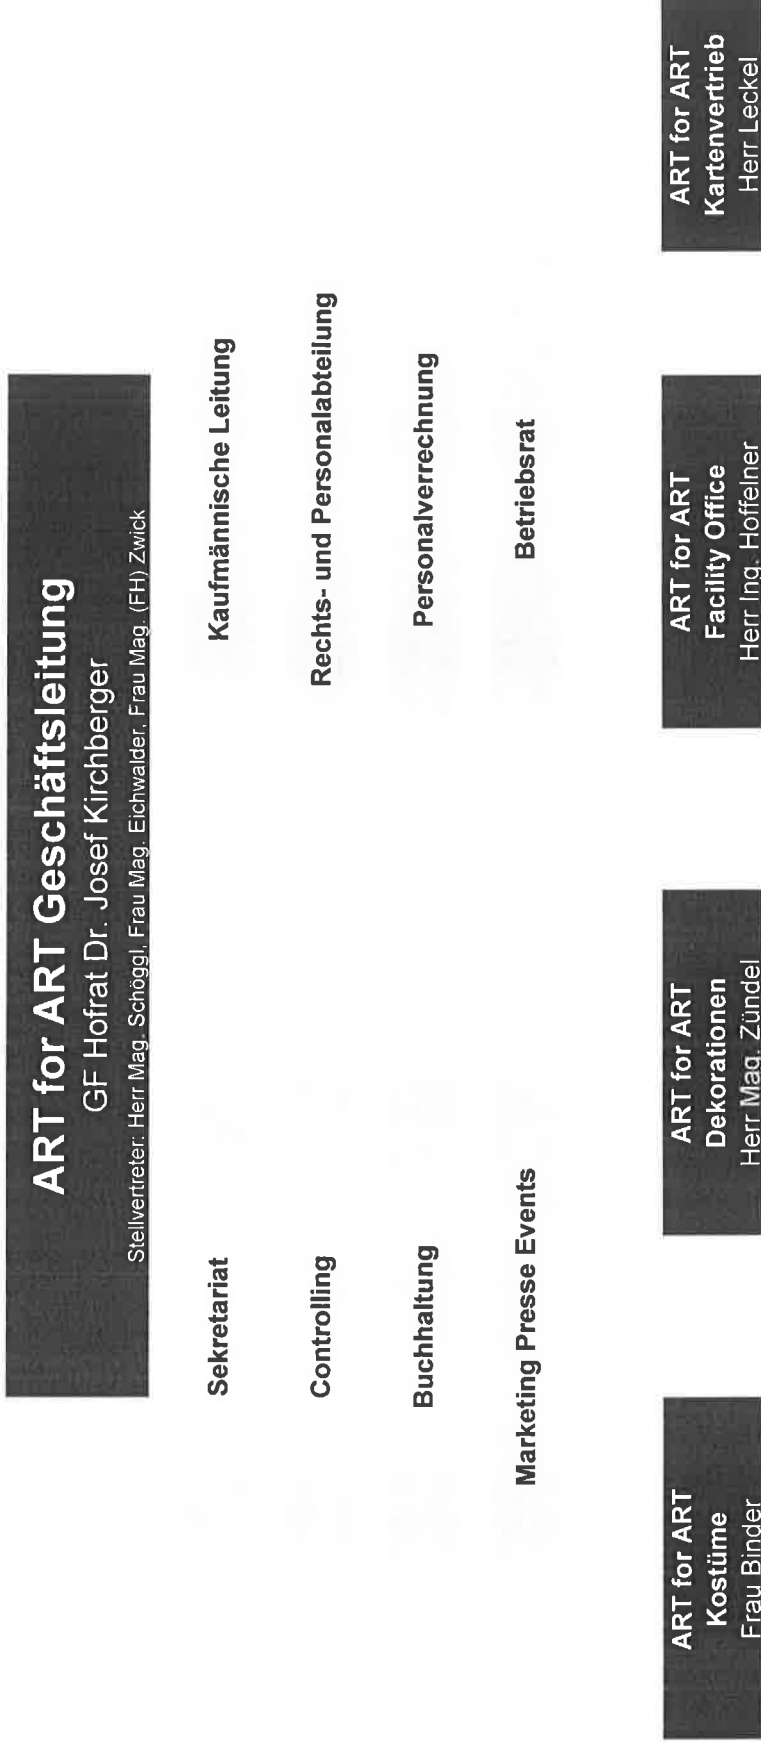 ART for ART Geschäftsleitung
GF Hofrat Dr. Josef Kirchberger
Stellvertreter: Herr Mag. Schöggl, Frau Mag. Eichwalder, Frau Mag. (FH) Zwick
Sekretariat
Kaufmännische Leitung
Controlling
Rechts- und Personalabteilung
Buchhaltung
Personalverrechnung
Marketing Presse Events
Betriebsrat
ART for ART
Kostüme
Frau Binder
ART for ART
Dekorationen
Herr Mag. Zündel
ART for ART
Facility Office
Herr Ing. Hoffelner
ART for ART
Kartenvertrieb
Herr Leckel